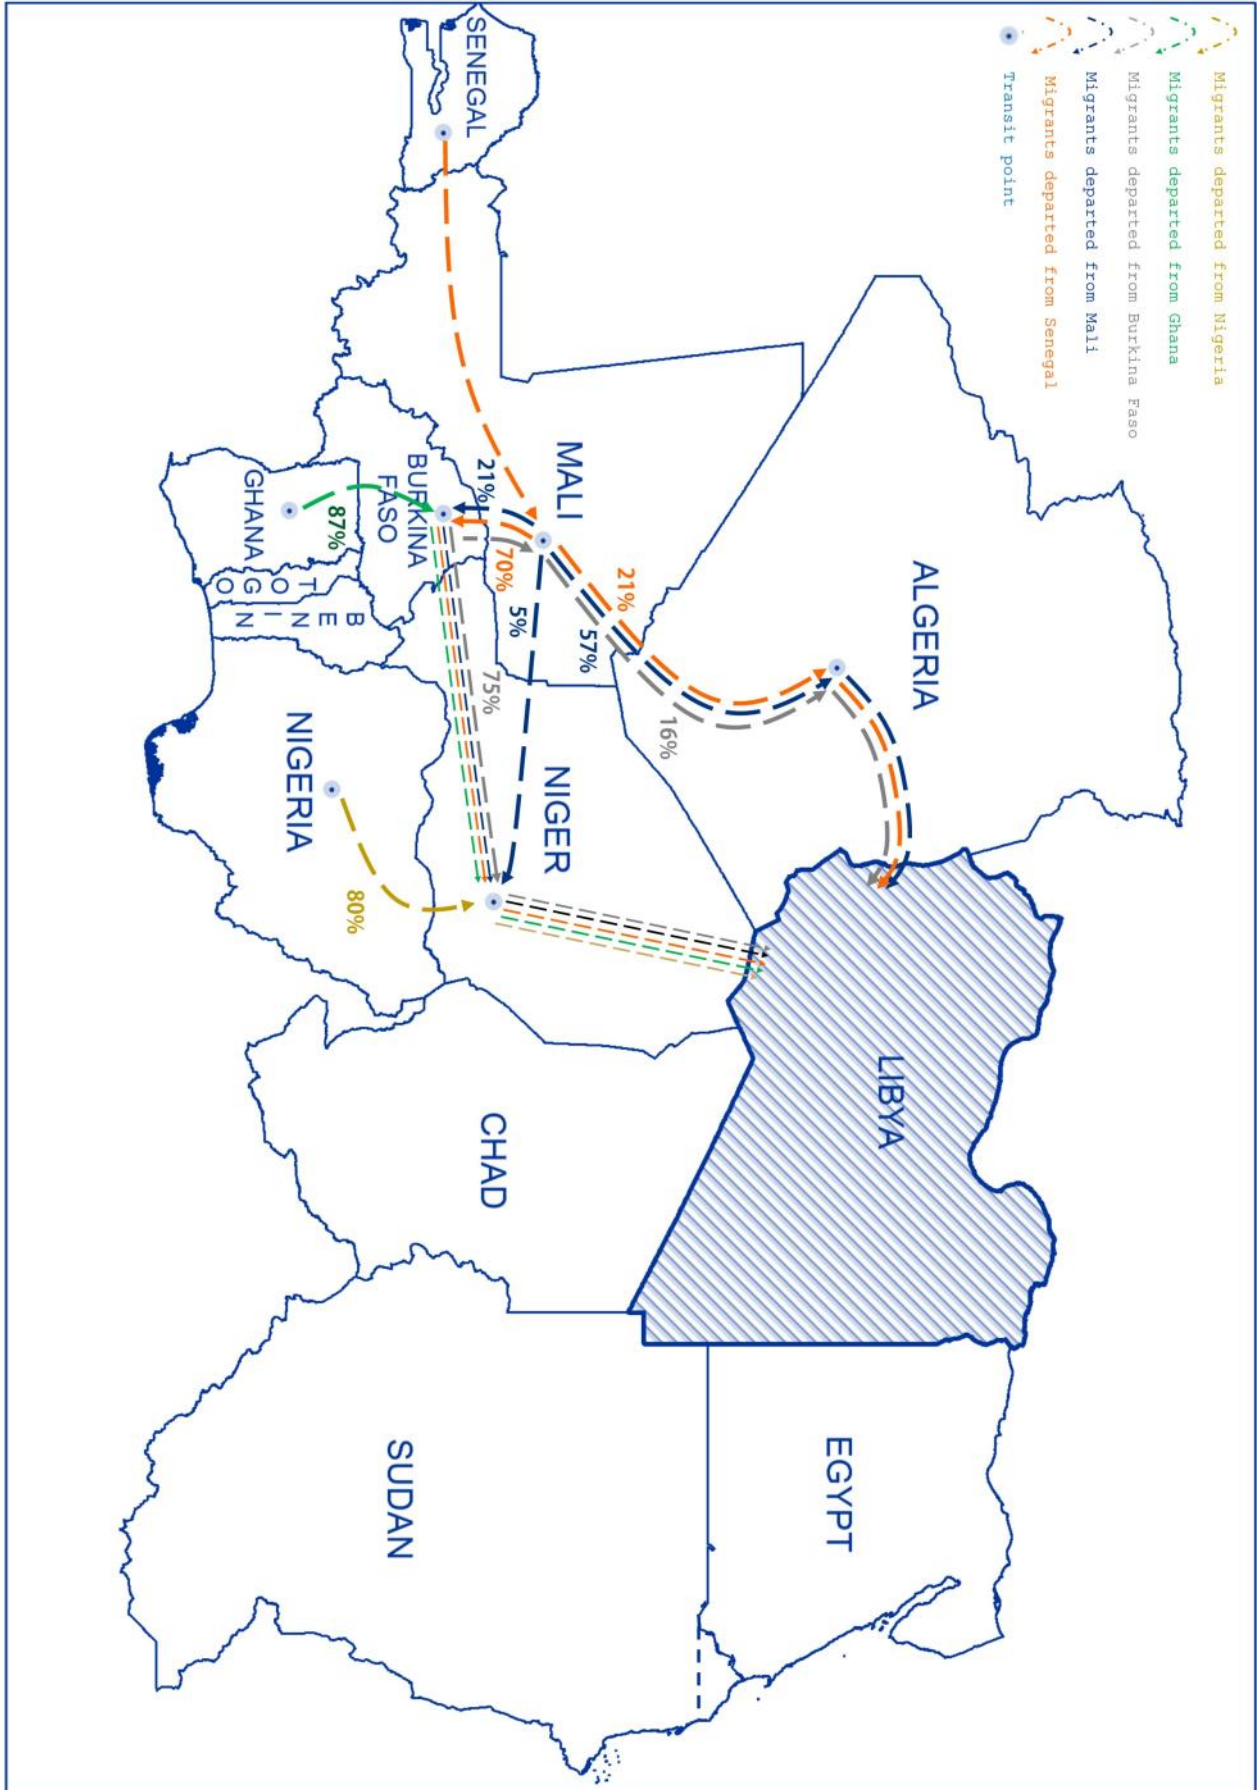 Migrants departed from Nigeria
Migrants departed from Ghana
Migrants departed from Burkina Faso
Migrants departed from Mali
Migrants departed from Senegal
Transit point
ALGERIA
LIBYA
EGYPT
21%
16%
57%
MALI
NIGER
5%
70%
21%
75%
SENEGAL
BURKINA
FASO
CHAD
SUDAN
80%
87%
NIGERIA
GHANA
TOGO
BENIN